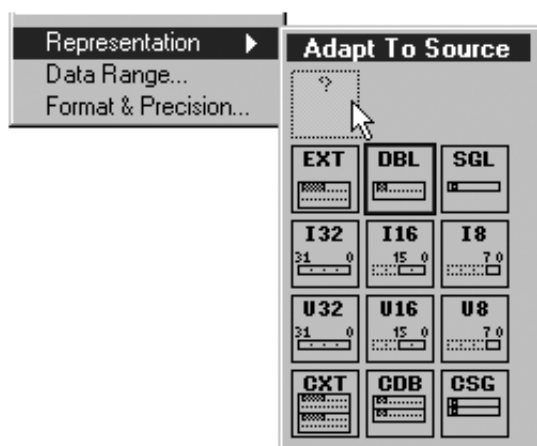 Representation
Data Range...
Format & Precision...
Adapt To Source
?
EXT DBL SGL
I32 I16 I8
31 0 15 0 7 0
U32 U16 U8
31 0 15 0 7 0
CXT CDB CSG